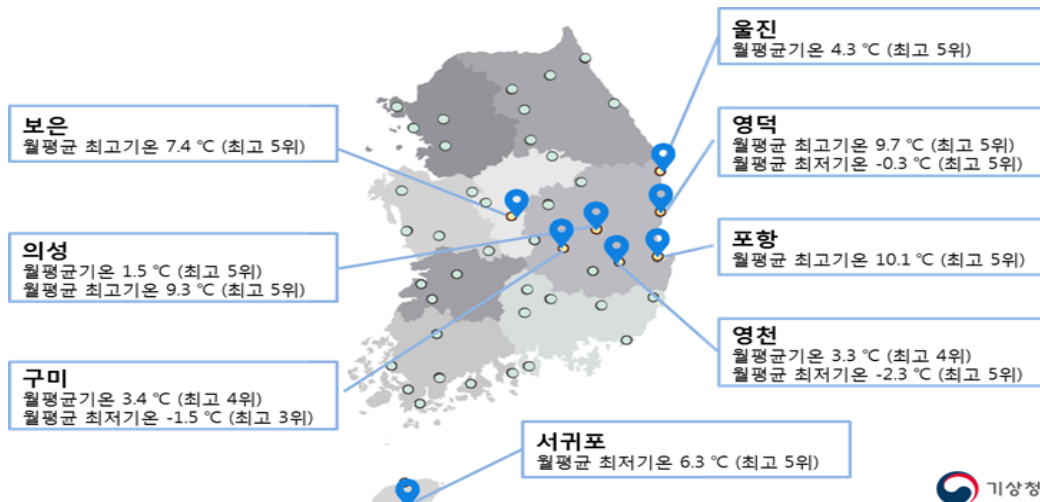 울진
월평균기온 4.3 ℃ (최고 5위)
보은
월평균 최고기온 7.4 ℃ (최고 5위)
영덕
월평균 최고기온 9.7 ℃ (최고 5위)
월평균 최저기온 -0.3 ℃ (최고 5위)
의성
월평균기온 1.5 ℃ (최고 5위)
월평균 최고기온 9.3 ℃ (최고 5위)
포항
월평균 최고기온 10.1 ℃ (최고 5위)
영천
월평균기온 3.3 ℃ (최고 4위)
월평균 최저기온 -2.3 ℃ (최고 5위)
구미
월평균기온 3.4 ℃ (최고 4위)
월평균 최저기온 -1.5 ℃ (최고 3위)
서귀포
월평균 최저기온 6.3 ℃ (최고 5위)
기상청